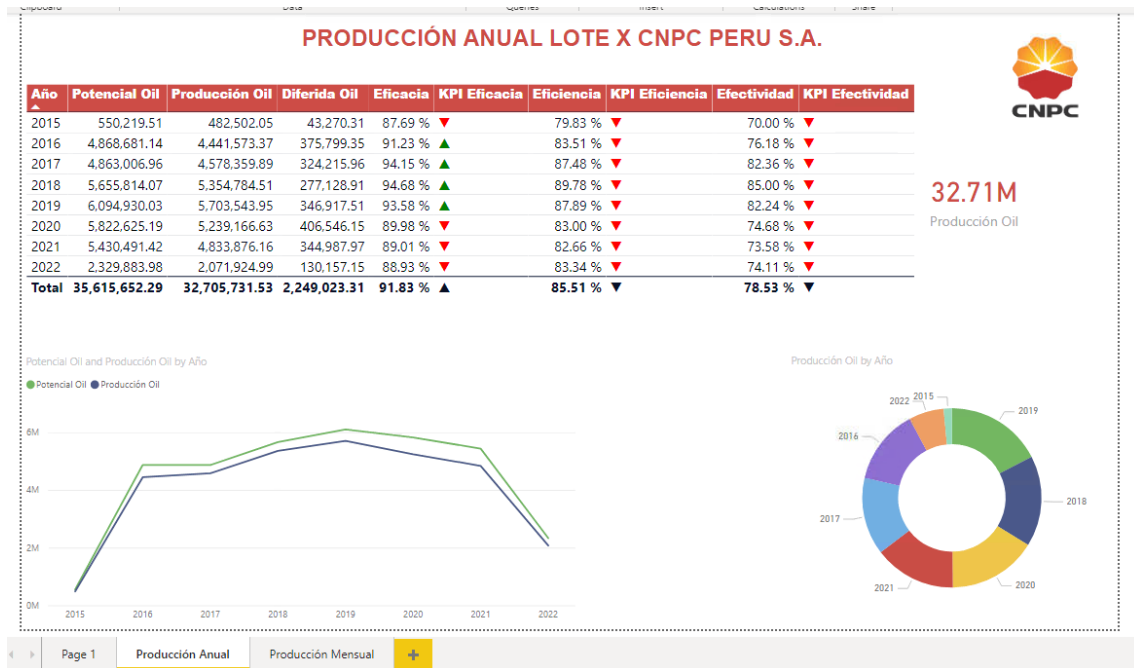 Clipboard Data Queries Insert Calculations Share
PRODUCCIÓN ANUAL LOTE X CNPC PERU S.A.
CNPC
Año Potencial Oil Producción Oil Diferida Oil Eficacia KPI Eficacia Eficiencia KPI Eficiencia Efectividad KPI Efectividad
2015 550,219.51 482,502.05 43,270.31 87.69 % ▼ 79.83 % ▼ 70.00 % ▼
2016 4,868,681.14 4,441,573.37 375,799.35 91.23 % ▲ 83.51 % ▼ 76.18 % ▼
2017 4,863,006.96 4,578,359.89 324,215.96 94.15 % ▲ 87.48 % ▼ 82.36 % ▼
2018 5,655,814.07 5,354,784.51 277,128.91 94.68 % ▲ 89.78 % ▼ 85.00 % ▼
2019 6,094,930.03 5,703,543.95 346,917.51 93.58 % ▲ 87.89 % ▼ 82.24 % ▼
2020 5,822,625.19 5,239,166.63 406,546.15 89.98 % ▼ 83.00 % ▼ 74.68 % ▼
2021 5,430,491.42 4,833,876.16 344,987.97 89.01 % ▼ 82.66 % ▼ 73.58 % ▼
2022 2,329,883.98 2,071,924.99 130,157.15 88.93 % ▼ 83.34 % ▼ 74.11 % ▼
Total 35,615,652.29 32,705,731.53 2,249,023.31 91.83 % ▲ 85.51 % ▼ 78.53 % ▼
32.71M
Producción Oil
Potencial Oil and Producción Oil by Año
Potencial Oil Producción Oil
6M
4M
2M
0M
2015 2016 2017 2018 2019 2020 2021 2022
Producción Oil by Año
2015
2022
2019
2016
2018
2017
2020
2021
Page 1 Producción Anual Producción Mensual +